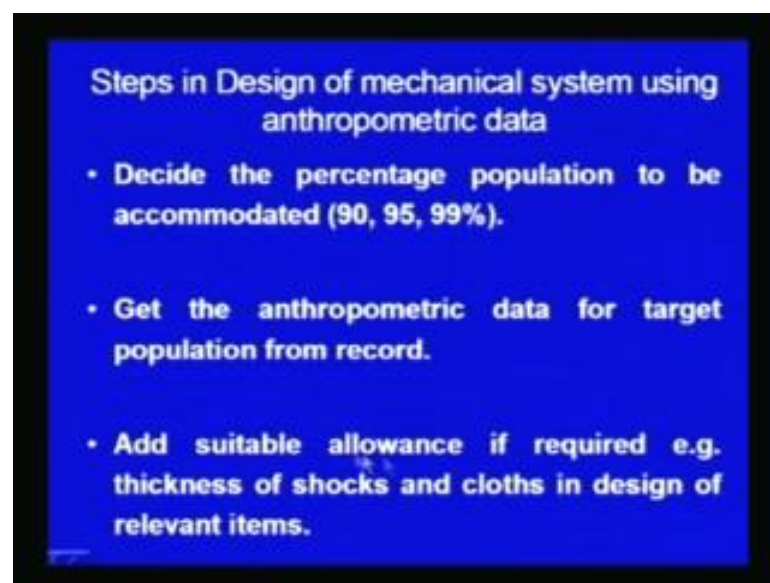 Steps in Design of mechanical system using
anthropometric data
• Decide the percentage population to be
accommodated (90, 95, 99%).
• Get the anthropometric data for target
population from record.
• Add suitable allowance if required e.g.
thickness of shocks and cloths in design of
relevant items.